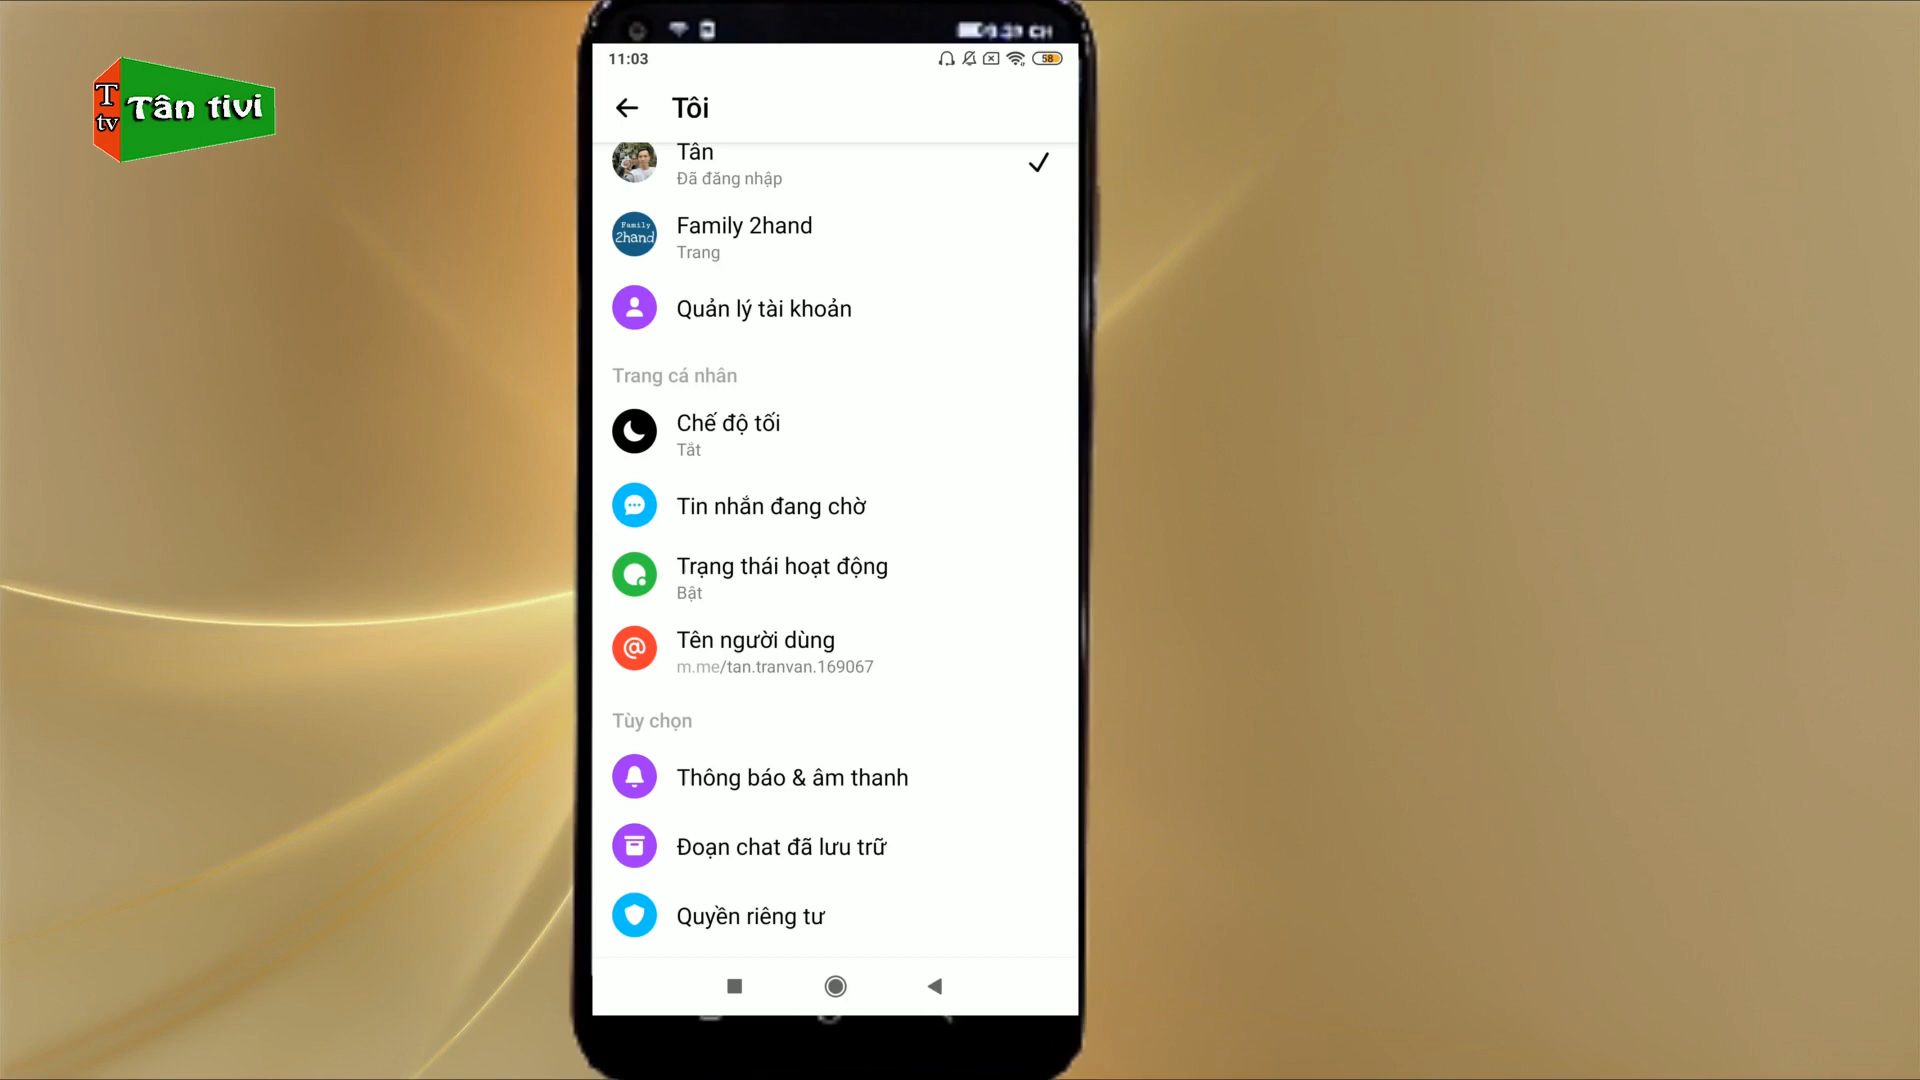 T
tv
Tân tivi
11:03
58
Tôi
Tân
Đã đăng nhập
Family
2hand
Family 2hand
Trang
Quản lý tài khoản
Trang cá nhân
Chế độ tối
Tắt
Tin nhắn đang chờ
Trạng thái hoạt động
Bật
@
Tên người dùng
m.me/tan.tranvan.169067
Tùy chọn
Thông báo & âm thanh
Đoạn chat đã lưu trữ
Quyền riêng tư